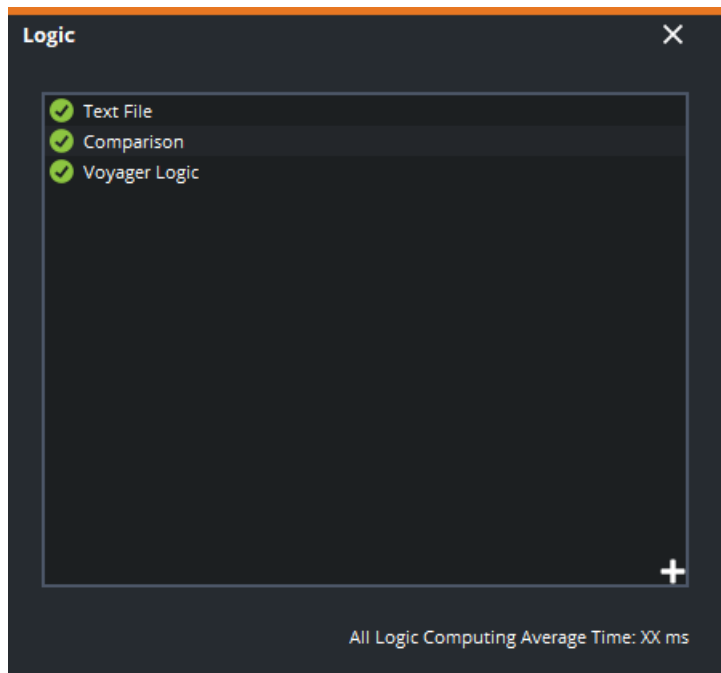 Logic
Text File
Comparison
Voyager Logic
All Logic Computing Average Time: XX ms